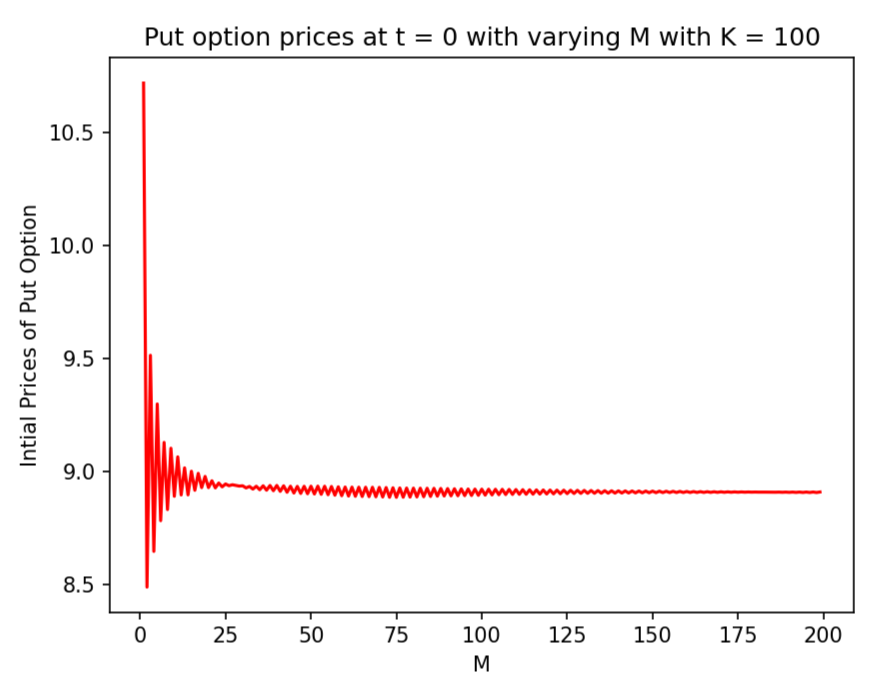 Put option prices at t = 0 with varying M with K = 100
Intial Prices of Put Option
10.5
10.0
9.5
9.0
8.5
0 25 50 75 100 125 150 175 200
M